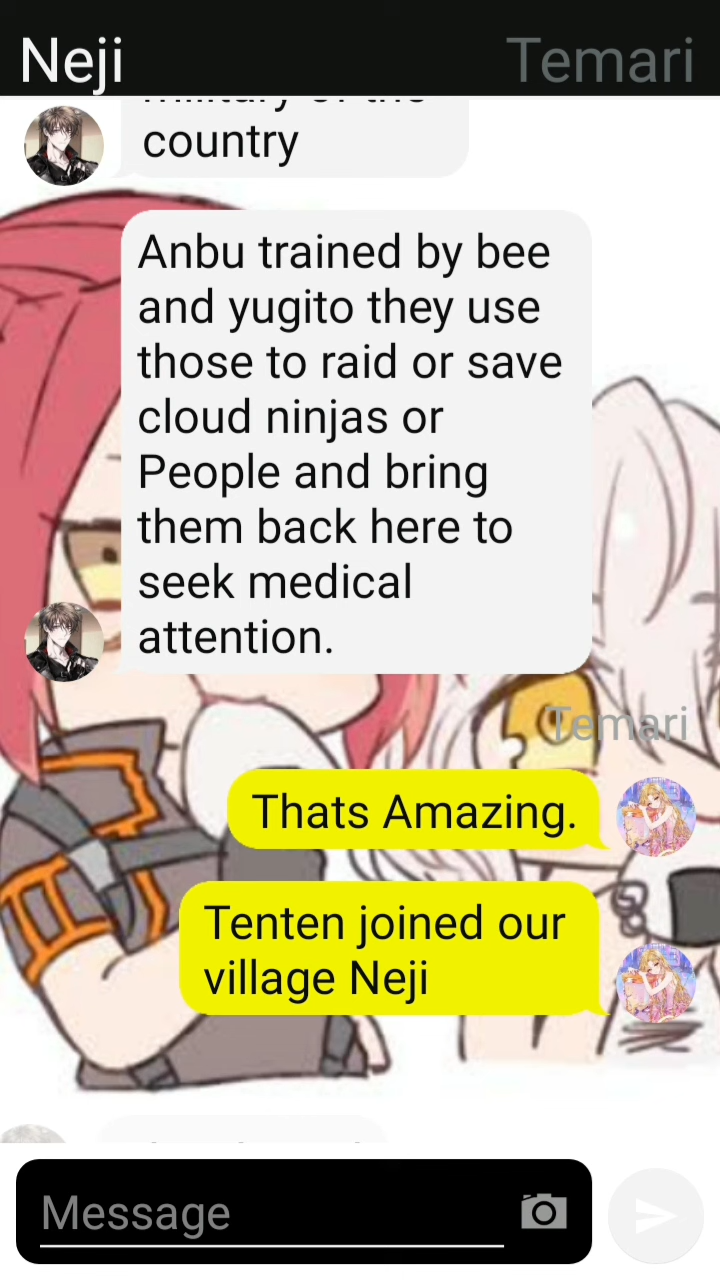 Neji Temari
country
Anbu trained by bee
and yugito they use
those to raid or save
cloud ninjas or
People and bring
them back here to
seek medical
attention.
Temari
Thats Amazing.
Tenten joined our
village Neji
Message